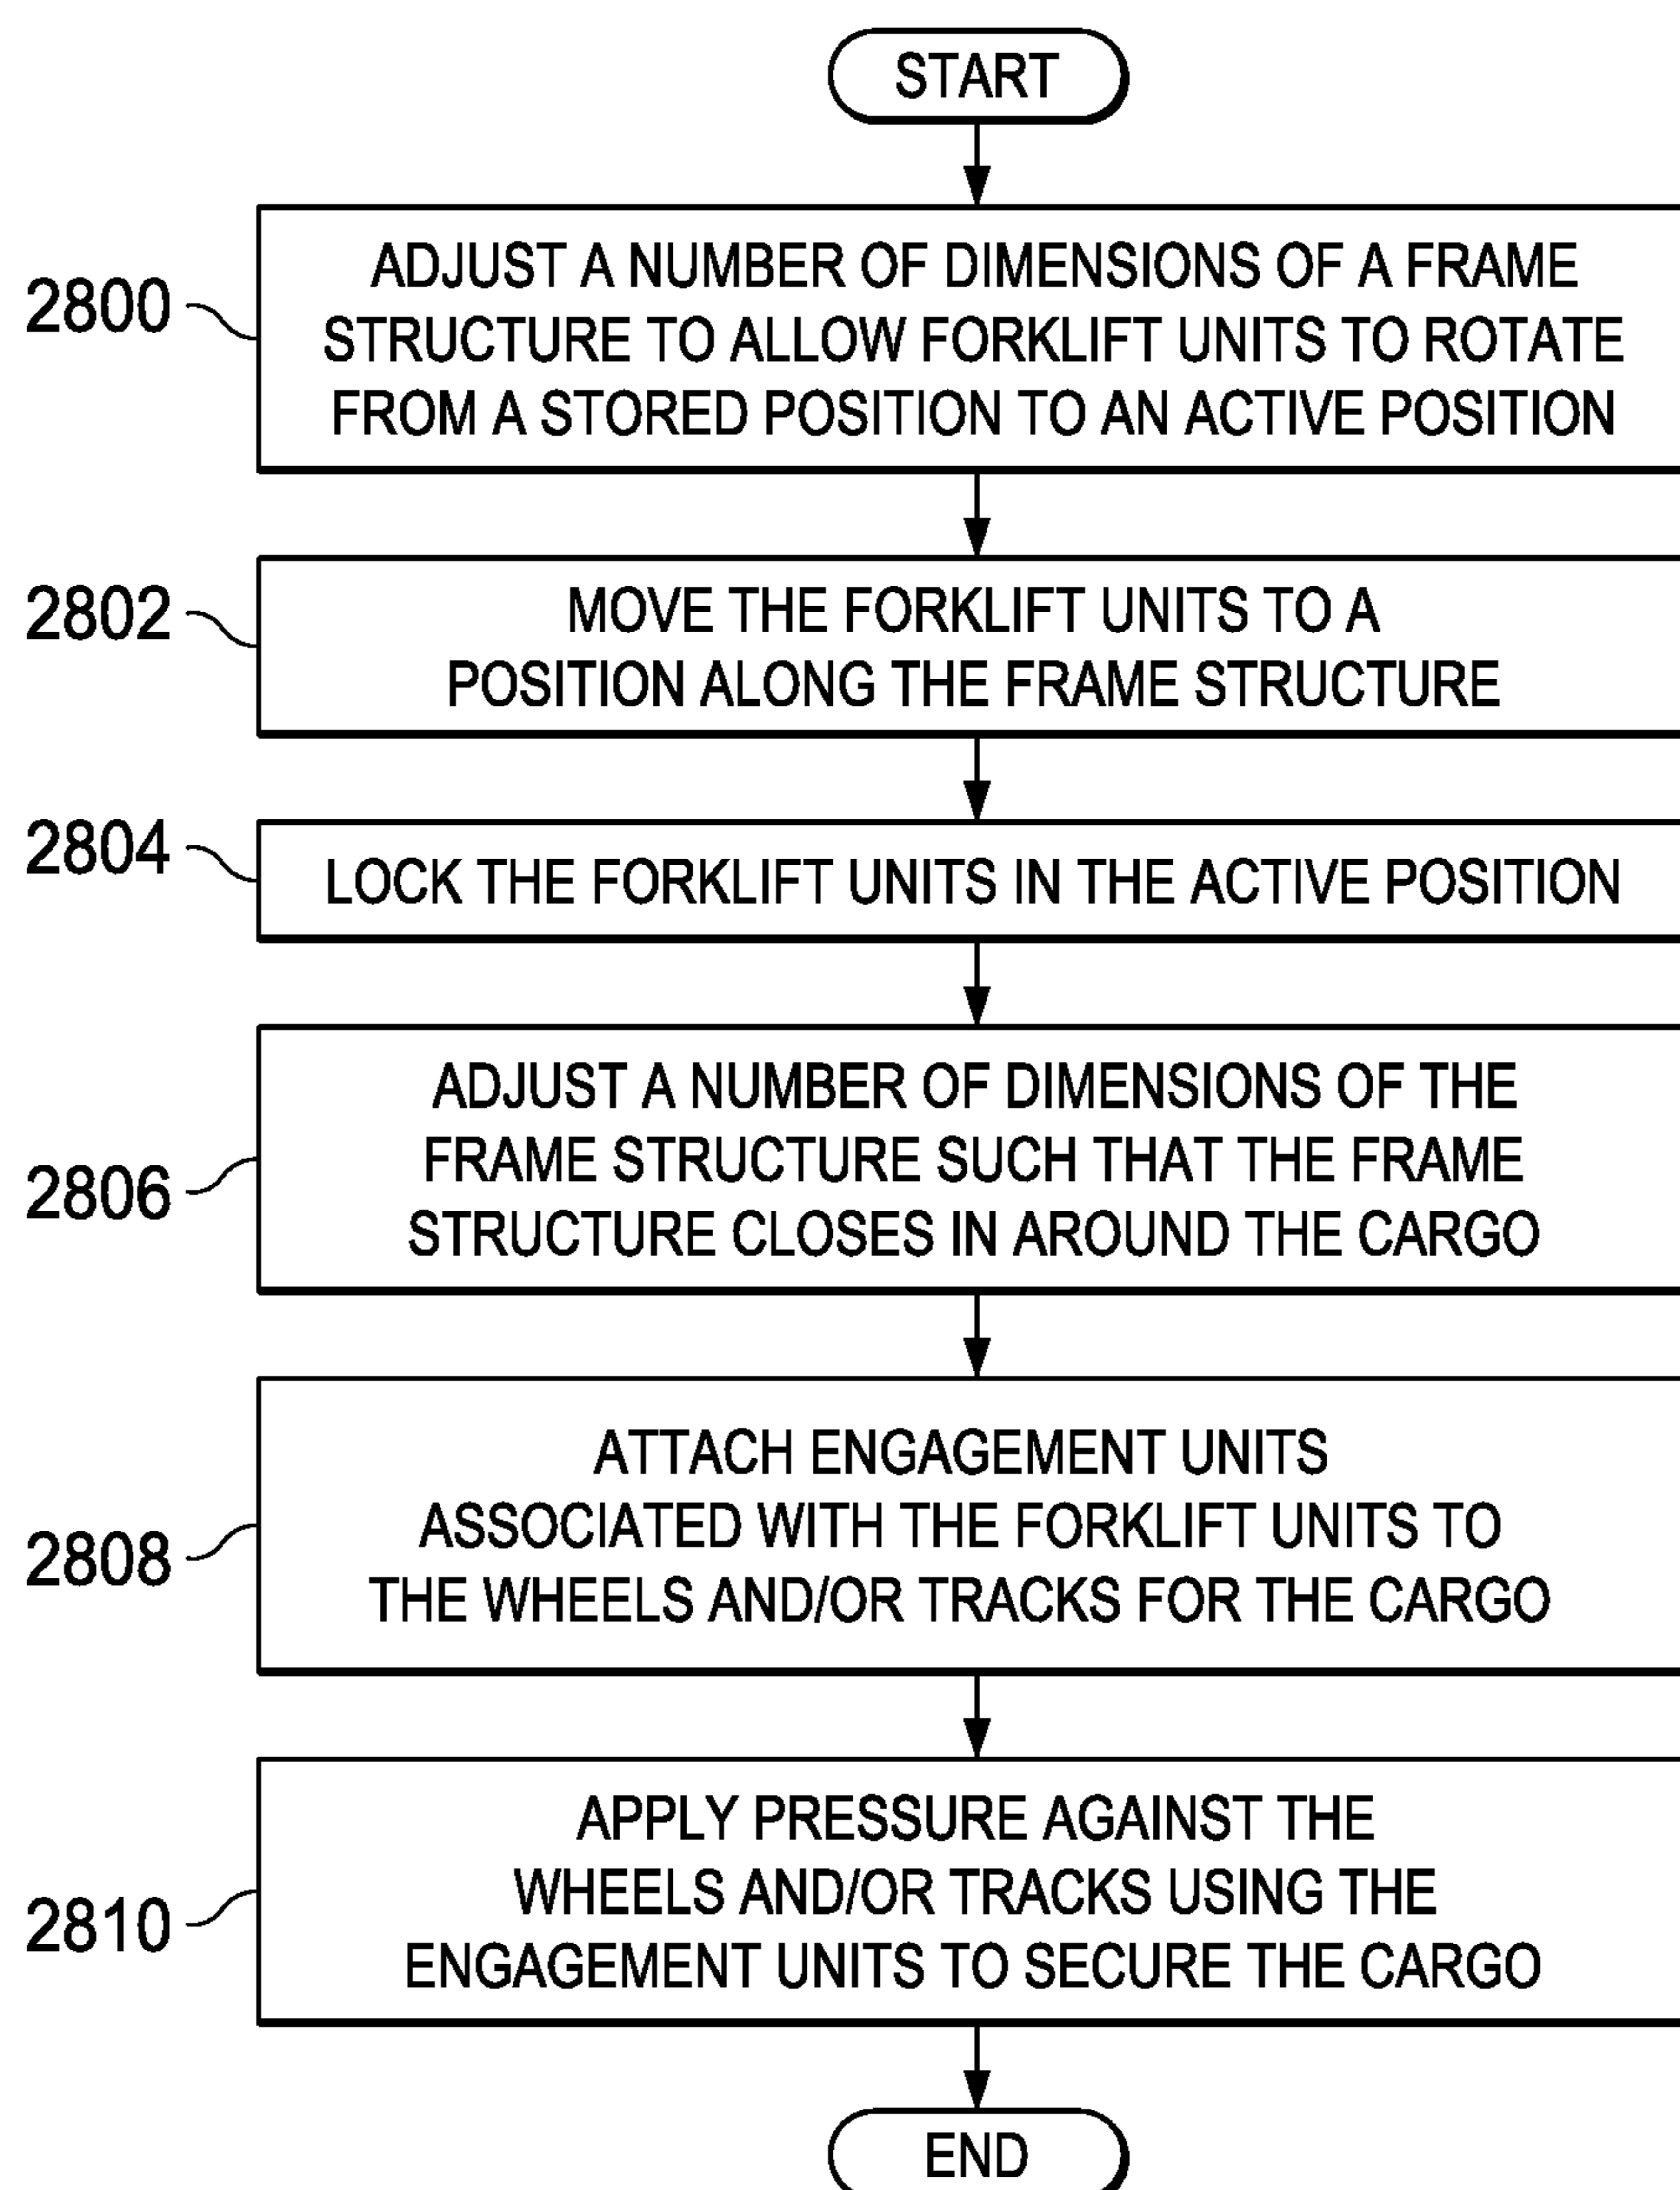 START
2800
ADJUST A NUMBER OF DIMENSIONS OF A FRAME
STRUCTURE TO ALLOW FORKLIFT UNITS TO ROTATE
FROM A STORED POSITION TO AN ACTIVE POSITION
2802
MOVE THE FORKLIFT UNITS TO A
POSITION ALONG THE FRAME STRUCTURE
2804
LOCK THE FORKLIFT UNITS IN THE ACTIVE POSITION
2806
ADJUST A NUMBER OF DIMENSIONS OF THE
FRAME STRUCTURE SUCH THAT THE FRAME
STRUCTURE CLOSES IN AROUND THE CARGO
2808
ATTACH ENGAGEMENT UNITS
ASSOCIATED WITH THE FORKLIFT UNITS TO
THE WHEELS AND/OR TRACKS FOR THE CARGO
2810
APPLY PRESSURE AGAINST THE
WHEELS AND/OR TRACKS USING THE
ENGAGEMENT UNITS TO SECURE THE CARGO
END